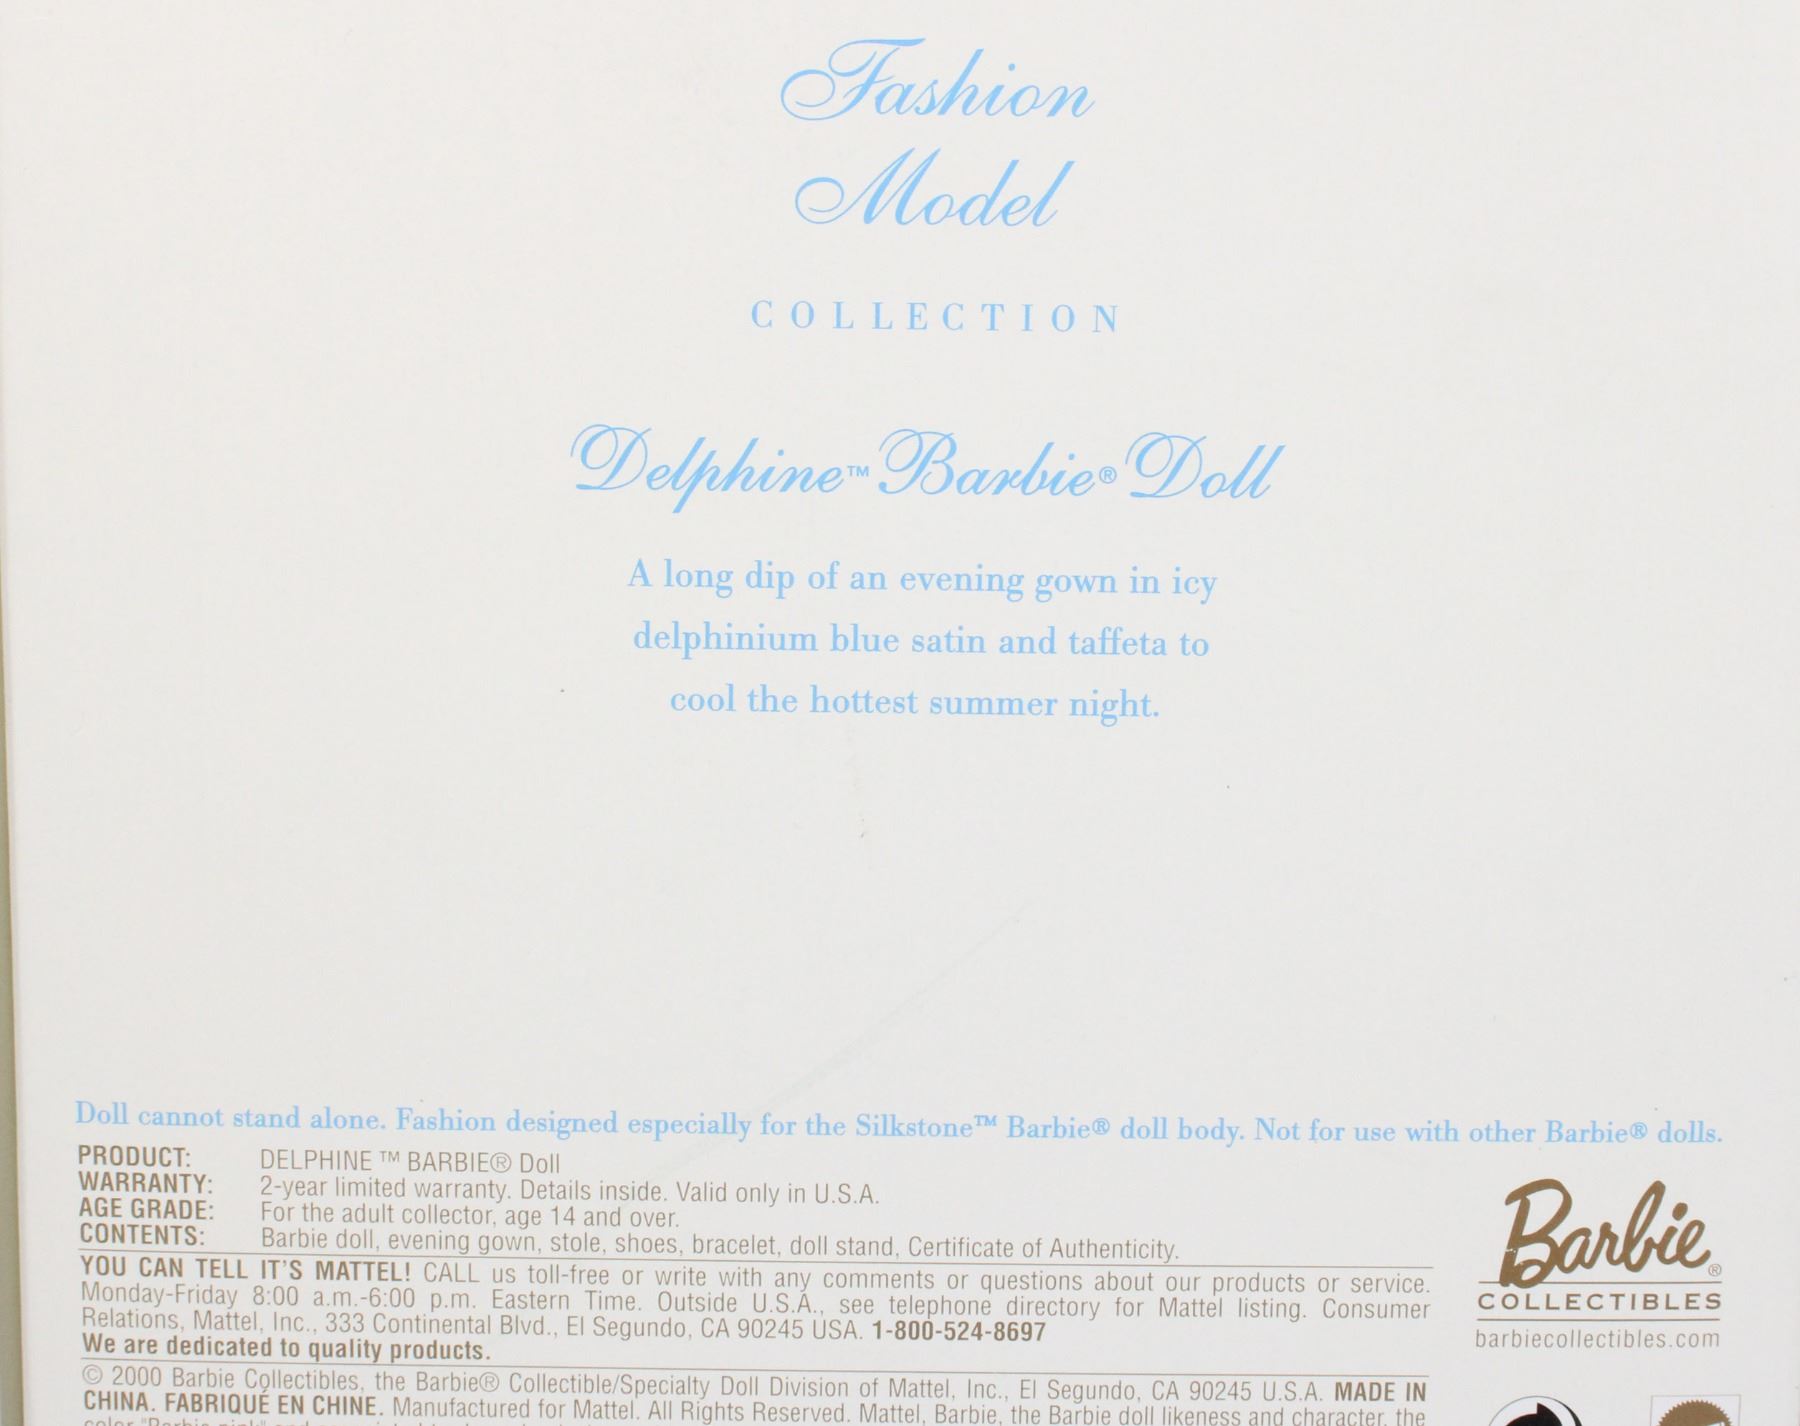 Fashion
Model
COLLECTION
Delphine™ Barbie® Doll
A long dip of an evening gown in icy
delphinium blue satin and taffeta to
cool the hottest summer night.
Doll cannot stand alone. Fashion designed especially for the Silkstone™ Barbie® doll body. Not for use with other Barbie® dolls.
PRODUCT: DELPHINE ™ BARBIE® Doll
WARRANTY: 2-year limited warranty. Details inside. Valid only in U.S.A.
AGE GRADE: For the adult collector, age 14 and over.
CONTENTS: Barbie doll, evening gown, stole, shoes, bracelet, doll stand, Certificate of Authenticity.
YOU CAN TELL IT'S MATTEL! CALL us toll-free or write with any comments or questions about our products or service.
Monday-Friday 8:00 a.m.-6:00 p.m. Eastern Time. Outside U.S.A., see telephone directory for Mattel listing. Consumer
Relations, Mattel, Inc., 333 Continental Blvd., El Segundo, CA 90245 USA. 1-800-524-8697
We are dedicated to quality products.
© 2000 Barbie Collectibles, the Barbie® Collectible/Specialty Doll Division of Mattel, Inc., El Segundo, CA 90245 U.S.A. MADE IN
CHINA. FABRIQUÉ EN CHINE. Manufactured for Mattel. All Rights Reserved. Mattel, Barbie, the Barbie doll likeness and character, the
color "Barbie pink" and
Barbie®
COLLECTIBLES
barbiecollectibles.com